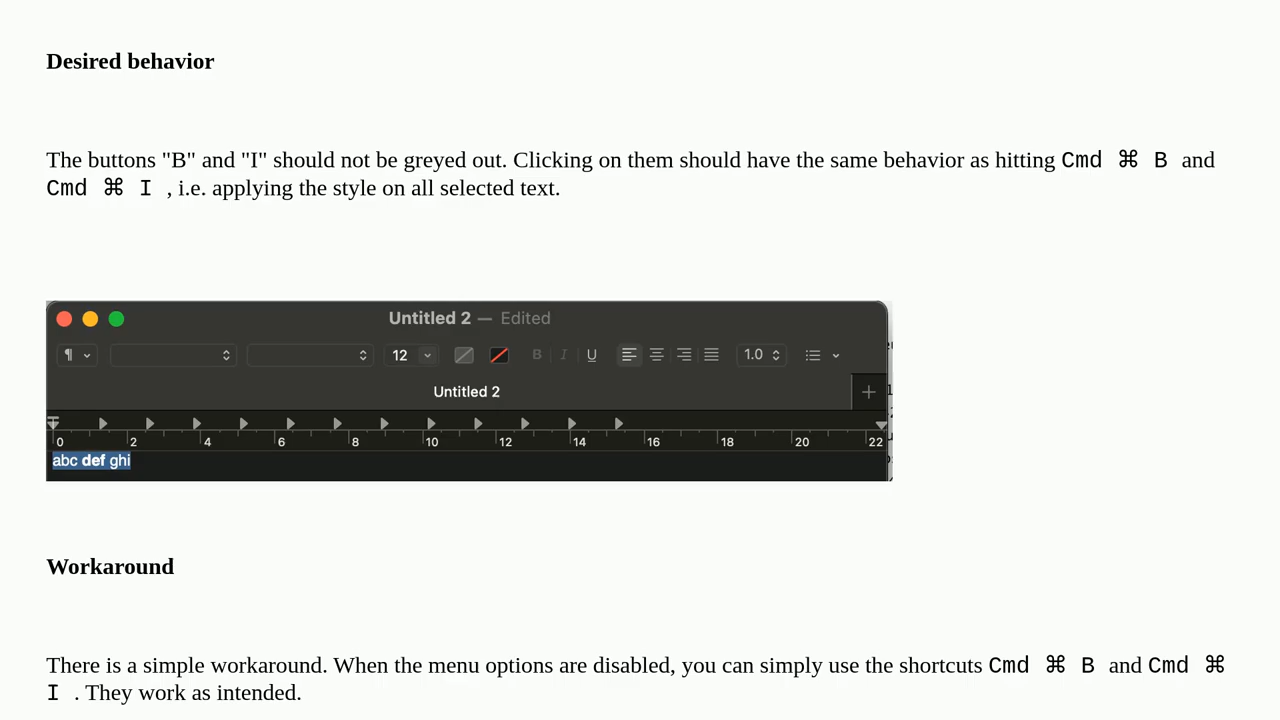 Desired behavior
The buttons "B" and "I" should not be greyed out. Clicking on them should have the same behavior as hitting Cmd ⌘ B and
Cmd ⌘ I , i.e. applying the style on all selected text.
Untitled 2 — Edited
¶ 12 B I U 1.0
Untitled 2 +
0 2 4 6 8 10 12 14 16 18 20 22
abc def ghi
Workaround
There is a simple workaround. When the menu options are disabled, you can simply use the shortcuts Cmd ⌘ B and Cmd ⌘
I . They work as intended.